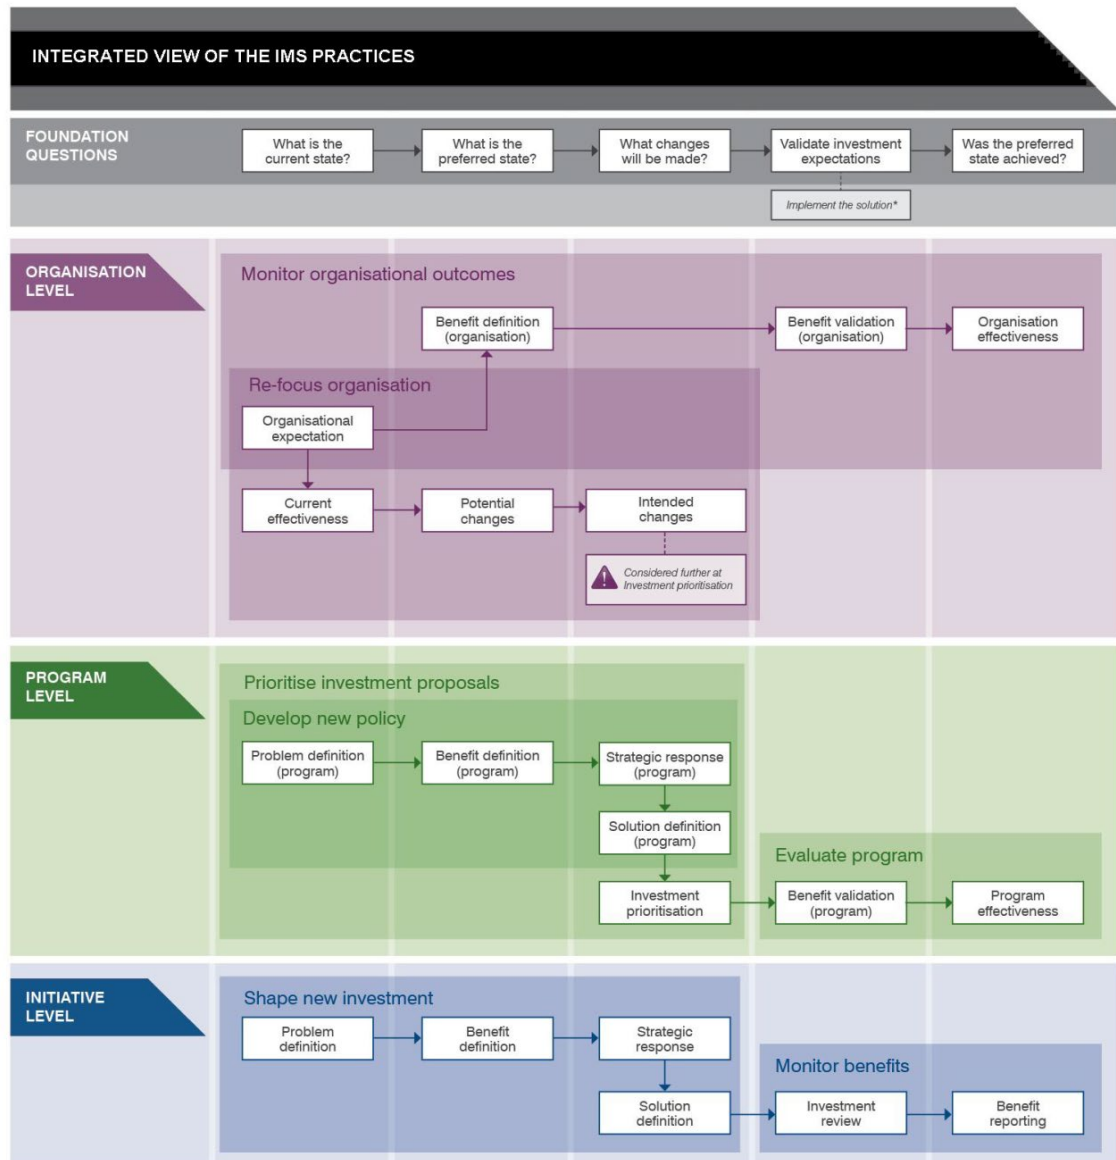 INTEGRATED VIEW OF THE IMS PRACTICES
FOUNDATION
QUESTIONS
What is the
current state?
What is the
preferred state?
What changes
will be made?
Validate investment
expectations
Was the preferred
state achieved?
Implement the solution*
ORGANISATION
LEVEL
Monitor organisational outcomes
Benefit definition
(organisation)
Benefit validation
(organisation)
Organisation
effectiveness
Re-focus organisation
Organisational
expectation
Current
effectiveness
Potential
changes
Intended
changes
Considered further at
Investment prioritisation
PROGRAM
LEVEL
Prioritise investment proposals
Develop new policy
Problem definition
(program)
Benefit definition
(program)
Strategic response
(program)
Solution definition
(program)
Evaluate program
Investment
prioritisation
Benefit validation
(program)
Program
effectiveness
INITIATIVE
LEVEL
Shape new investment
Problem
definition
Benefit
definition
Strategic
response
Monitor benefits
Solution
definition
Investment
review
Benefit
reporting